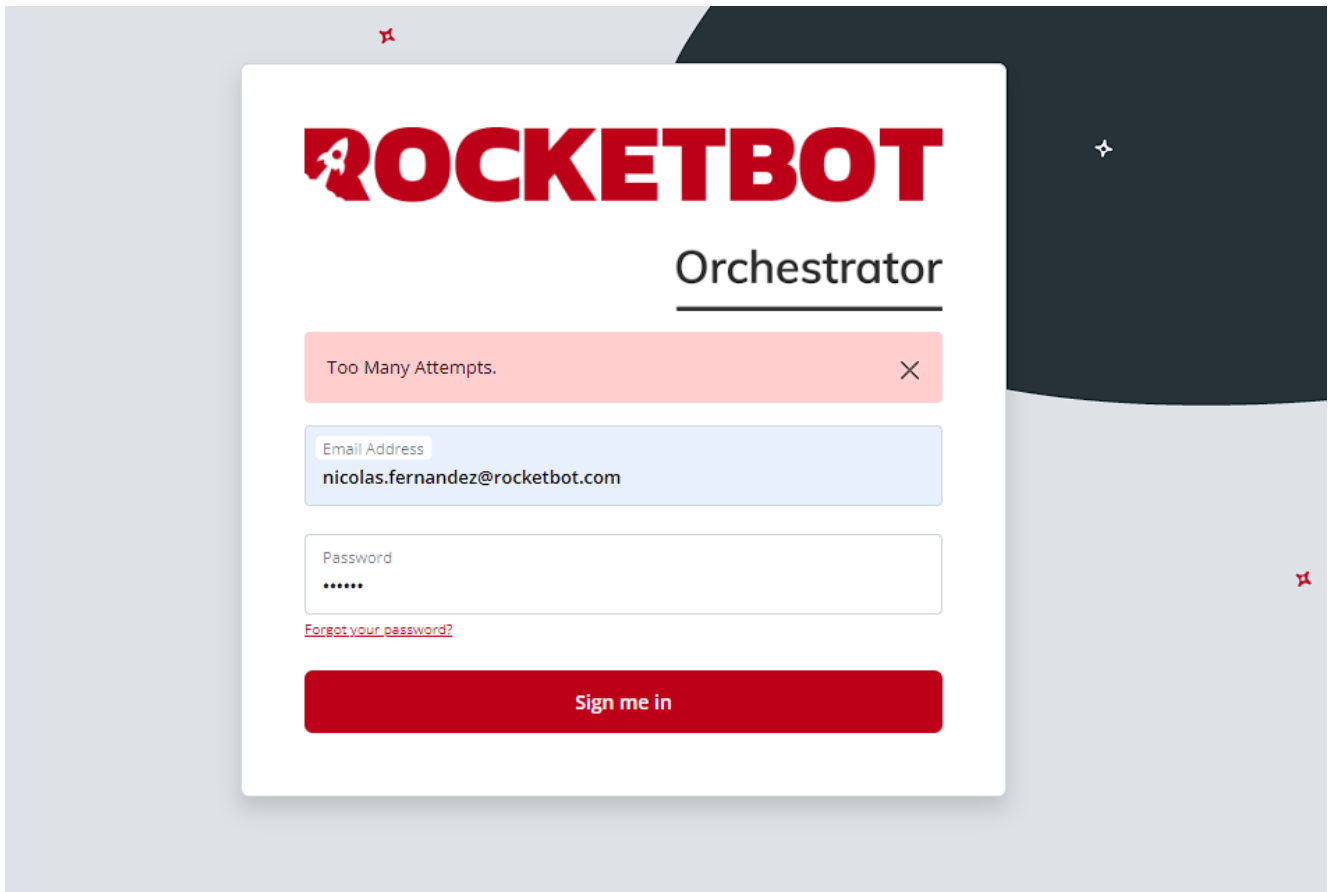 ROCKETBOT
Orchestrator
Too Many Attempts.
Email Address
nicolas.fernandez@rocketbot.com
Password
••••••
Forgot your password?
Sign me in